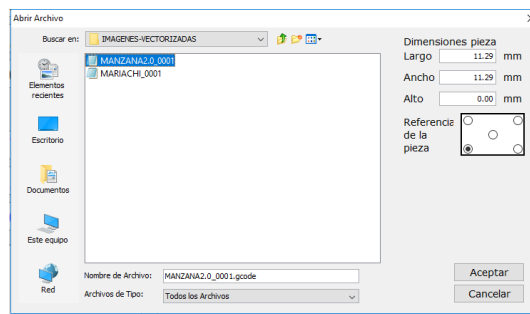 Abrir Archivo
Buscar en: IMAGENES-VECTORIZADAS
MANZANA2.0_0001
MARIACHI_0001
Elementos
recientes
Escritorio
Documentos
Este equipo
Red
Nombre de Archivo: MANZANA2.0_0001.gcode
Archivos de Tipo: Todos los Archivos
Dimensiones pieza
Largo 11.29 mm
Ancho 11.29 mm
Alto 0.00 mm
Referencia
de la
pieza
Aceptar
Cancelar